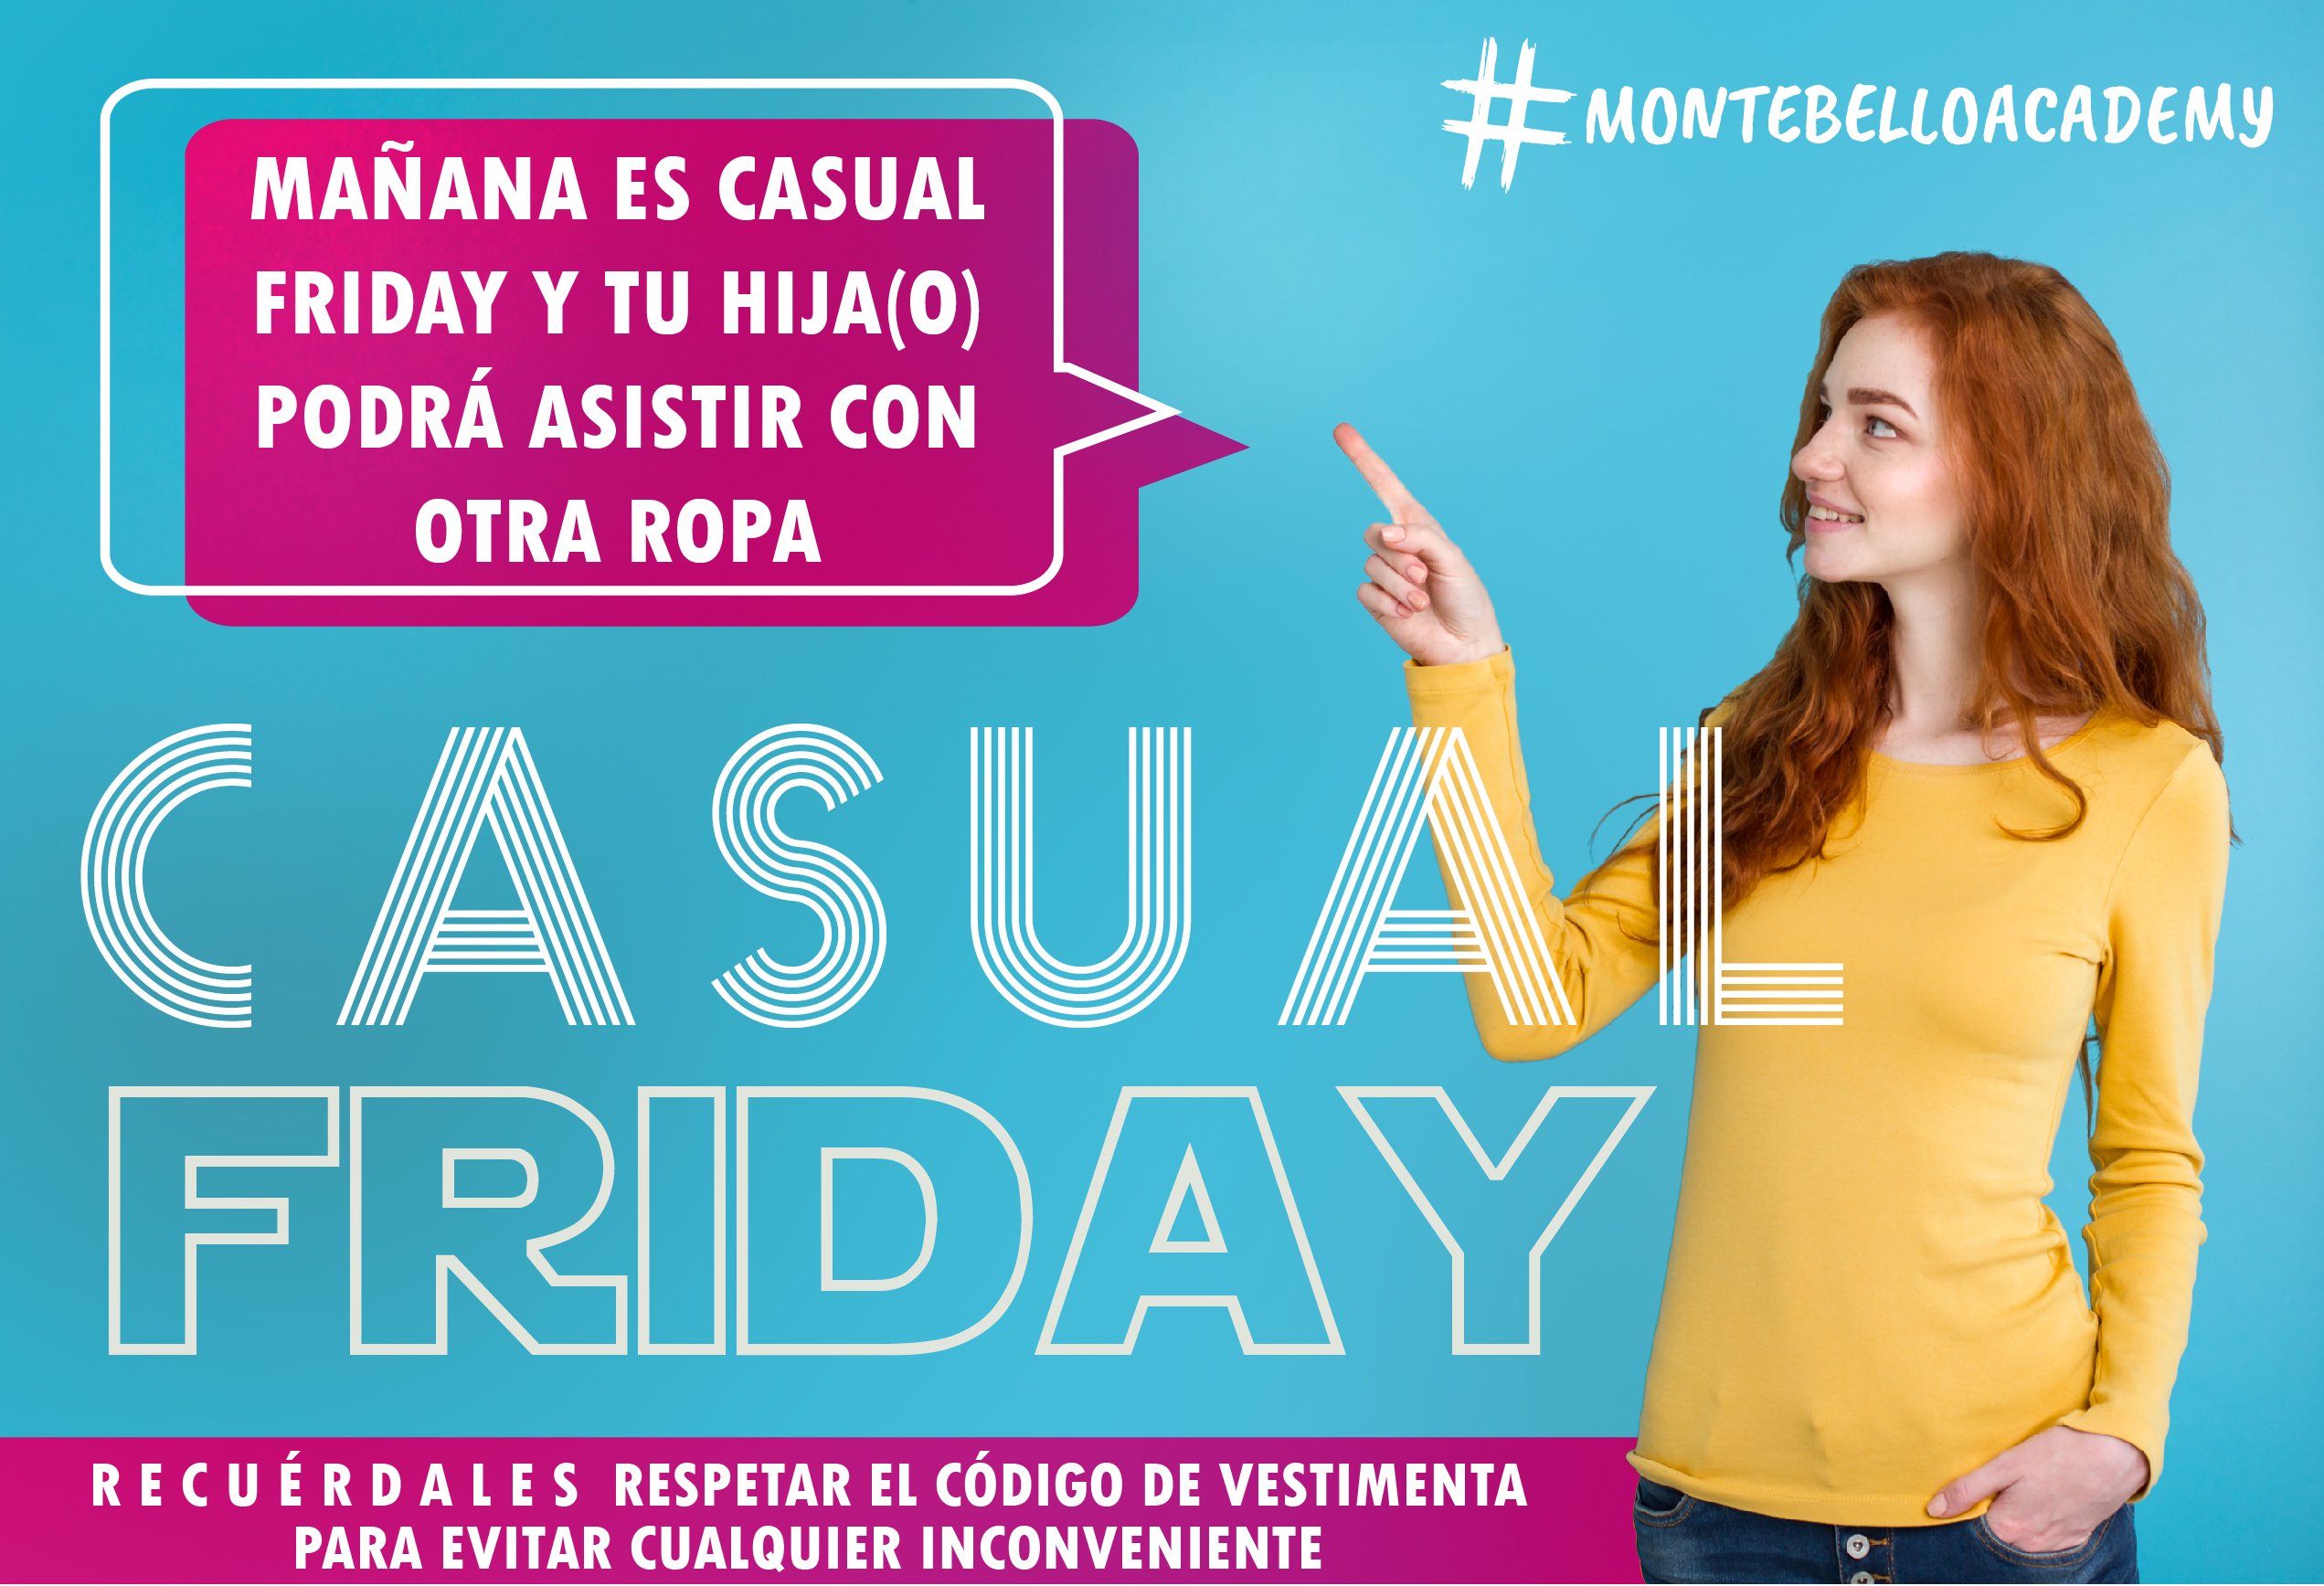 #MONTEBELLOACADEMY
MAÑANA ES CASUAL
FRIDAY Y TU HIJA(O)
PODRÁ ASISTIR CON
OTRA ROPA
CASUAL
FRIDAY
RECUÉRDALES RESPETAR EL CÓDIGO DE VESTIMENTA
PARA EVITAR CUALQUIER INCONVENIENTE